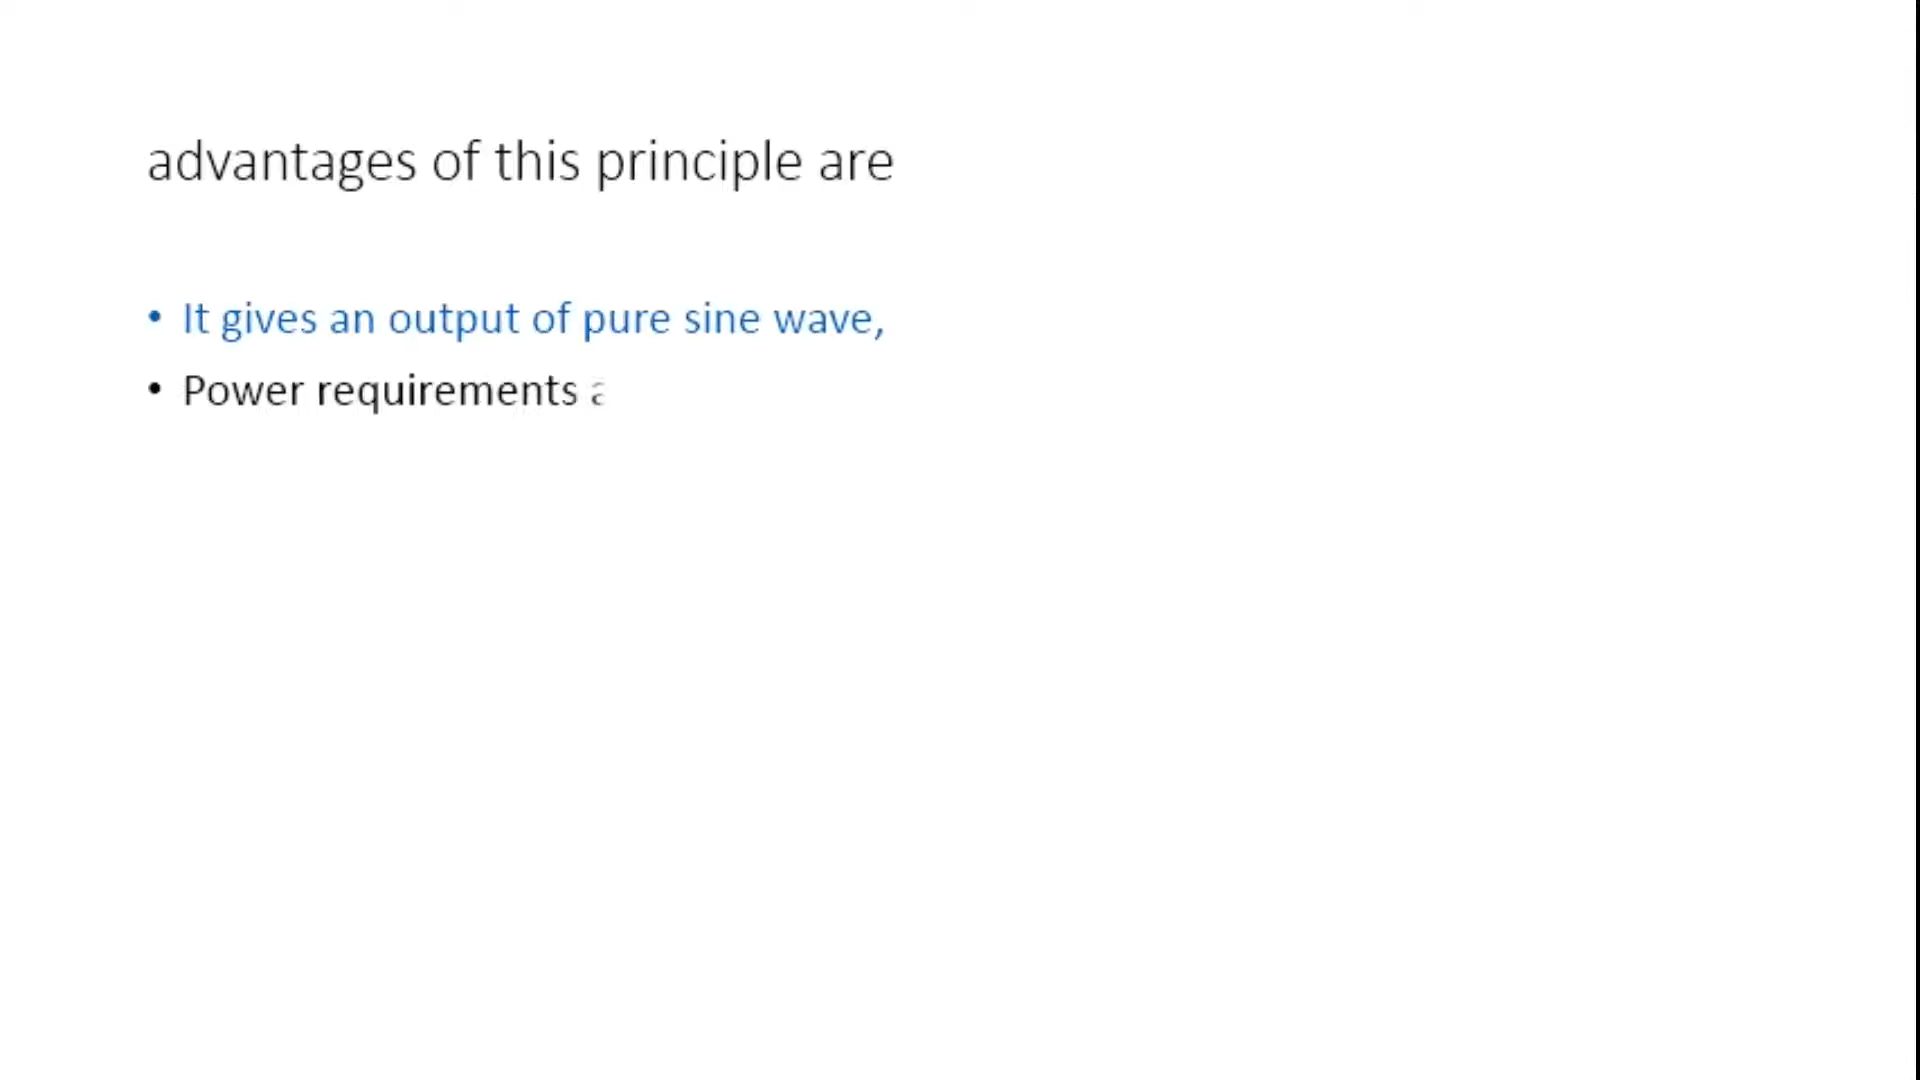 advantages of this principle are
• It gives an output of pure sine wave,
• Power requirements